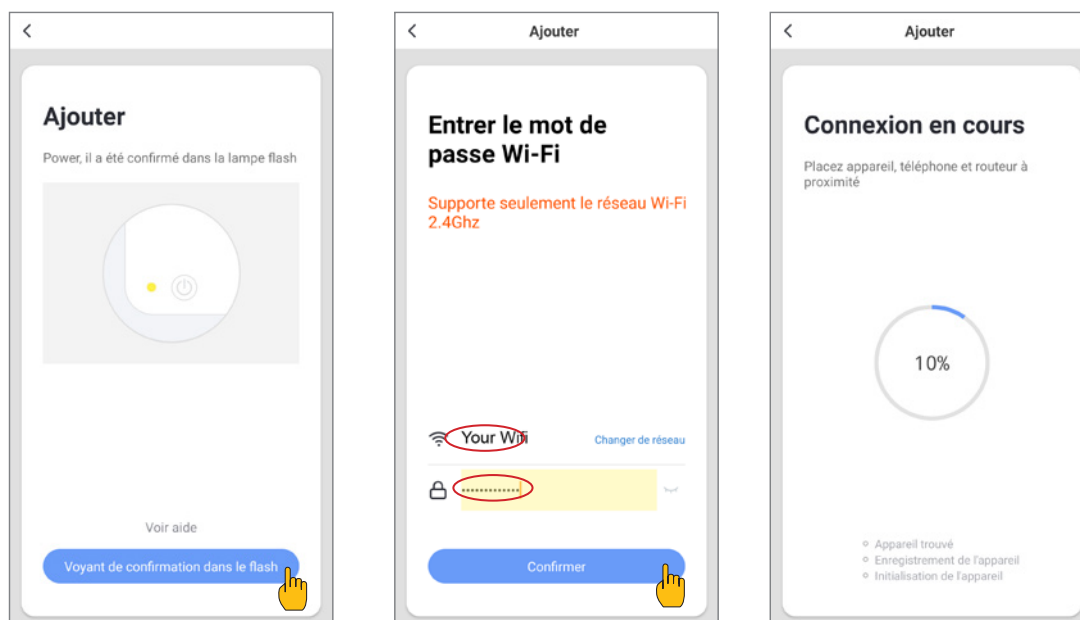 Ajouter
Power, il a été confirmé dans la lampe flash
Voir aide
Voyant de confirmation dans le flash
Ajouter
Entrer le mot de
passe Wi-Fi
Supporte seulement le réseau Wi-Fi
2.4Ghz
Your Wifi
Changer de réseau
Confirmer
Ajouter
Connexion en cours
Placez appareil, téléphone et routeur à
proximité
10%
Appareil trouvé
Enregistrement de l'appareil
Initialisation de l'appareil